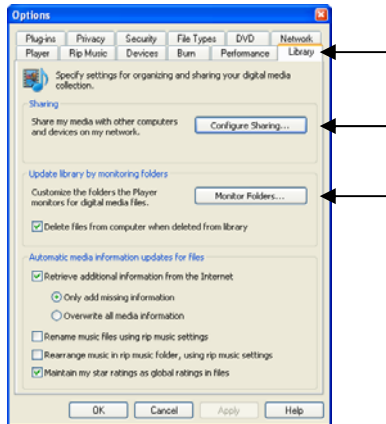 Options
Plug-ins Privacy Security File Types DVD Network
Player Rip Music Devices Burn Performance Library
Specify settings for organizing and sharing your digital media
collection.
Sharing
Share my media with other computers
and devices on my network.
Configure Sharing...
Update library by monitoring folders
Customize the folders the Player
monitors for digital media files.
Monitor Folders...
Delete files from computer when deleted from library
Automatic media information updates for files
Retrieve additional information from the Internet
Only add missing information
Overwrite all media information
Rename music files using rip music settings
Rearrange music in rip music folder, using rip music settings
Maintain my star ratings as global ratings in files
OK Cancel Apply Help